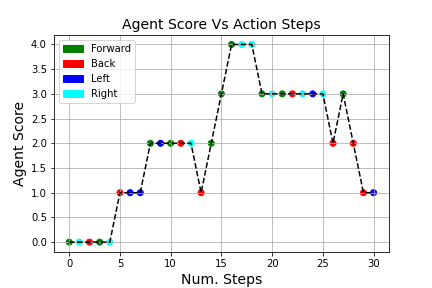 Agent Score Vs Action Steps
Agent Score
4.0
3.5
3.0
2.5
2.0
1.5
1.0
0.5
0.0
Forward
Back
Left
Right
0 5 10 15 20 25 30
Num. Steps